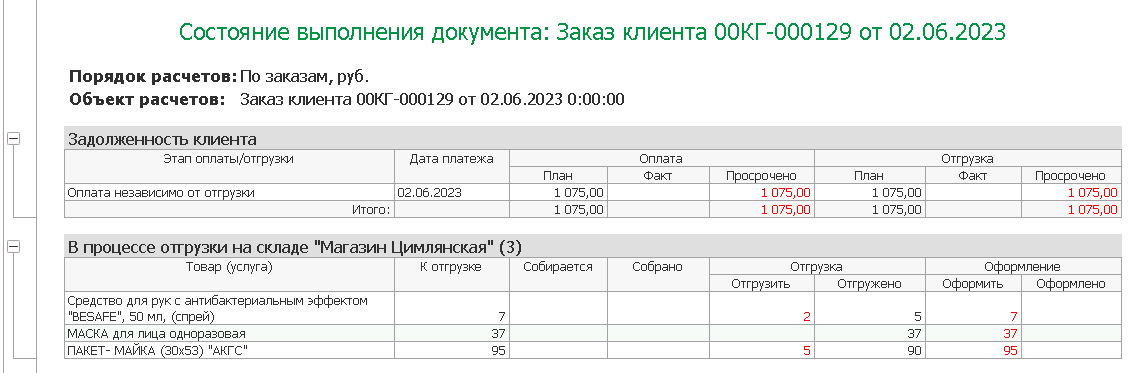 Состояние выполнения документа: Заказ клиента 00КГ-000129 от 02.06.2023
Порядок расчетов: По заказам, руб.
Объект расчетов: Заказ клиента 00КГ-000129 от 02.06.2023 0:00:00
Задолженность клиента
Этап оплаты/отгрузки Дата платежа Оплата Отгрузка
План Факт Просрочено План Факт Просрочено
Оплата независимо от отгрузки 02.06.2023 1 075,00 1 075,00 1 075,00 1 075,00
Итого: 1 075,00 1 075,00 1 075,00 1 075,00
В процессе отгрузки на складе "Магазин Цимлянская" (3)
Товар (услуга) К отгрузке Собирается Собрано Отгрузка Оформление
Отгрузить Отгружено Оформить Оформлено
Средство для рук с антибактериальным эффектом
"BESAFE", 50 мл, (спрей) 7 2 5 7
МАСКА для лица одноразовая 37 37 37
ПАКЕТ- МАЙКА (30х53) "АКГС" 95 5 90 95